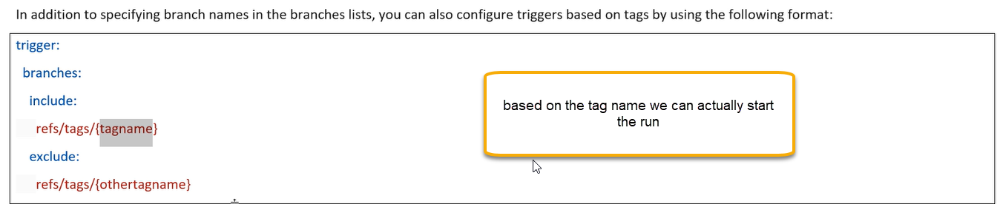 In addition to specifying branch names in the branches lists, you can also configure triggers based on tags by using the following format:
trigger:
branches:
include:
refs/tags/{tagname}
exclude:
refs/tags/{othertagname}
based on the tag name we can actually start
the run